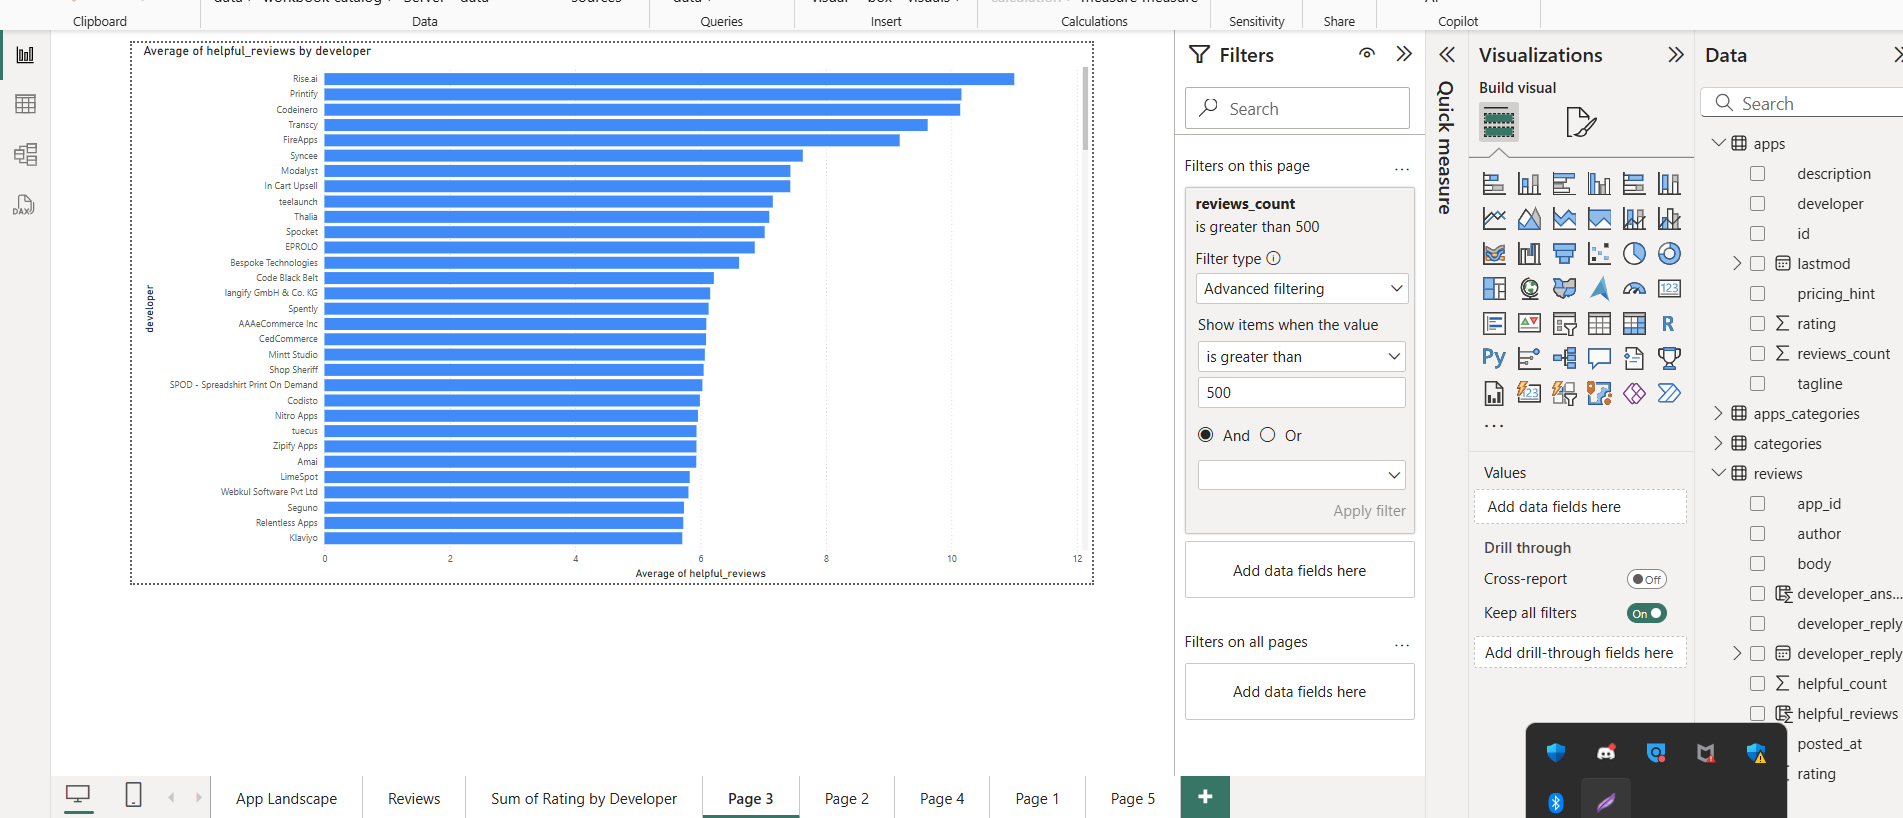 Clipboard
Data
Queries
Insert
Calculations
Sensitivity
Share
Copilot
Average of helpful_reviews by developer
developer
Rise.ai
Printify
Codeinero
Transcy
FireApps
Syncee
Modalyst
In Cart Upsell
teelaunch
Thalia
Spocket
EPROLO
Bespoke Technologies
Code Black Belt
langify GmbH & Co. KG
Spently
AAAeCommerce Inc
CedCommerce
Mintt Studio
Shop Sheriff
SPOD - Spreadshirt Print On Demand
Codisto
Nitro Apps
tuecus
Zipify Apps
Amai
LimeSpot
Webkul Software Pvt Ltd
Seguno
Relentless Apps
Klaviyo
0 2 4 6 8 10 12
Average of helpful_reviews
Filters
Search
Filters on this page
...
reviews_count
is greater than 500
Filter type
Advanced filtering
Show items when the value
is greater than
500
And Or
Apply filter
Add data fields here
Filters on all pages
...
Add data fields here
Quick measure
Visualizations
Build visual
123
R
Py
123
...
Values
Add data fields here
Drill through
Cross-report
Off
Keep all filters
On
Add drill-through fields here
Data
Search
apps
description
developer
id
lastmod
pricing_hint
rating
reviews_count
tagline
apps_categories
categories
reviews
app_id
author
body
developer_ans...
developer_reply
developer_reply
helpful_count
helpful_reviews
posted_at
rating
DAX
App Landscape
Reviews
Sum of Rating by Developer
Page 3
Page 2
Page 4
Page 1
Page 5
+